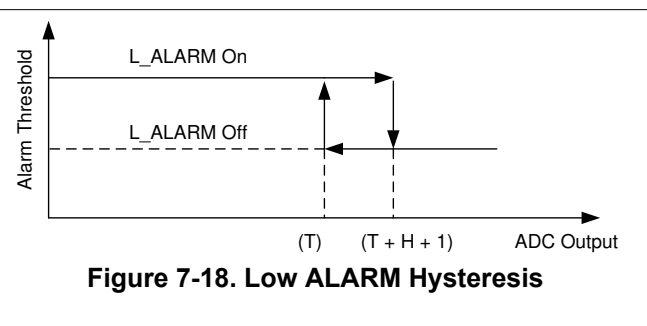 Alarm Threshold
L_ALARM On
L_ALARM Off
(T) (T + H + 1) ADC Output
Figure 7-18. Low ALARM Hysteresis